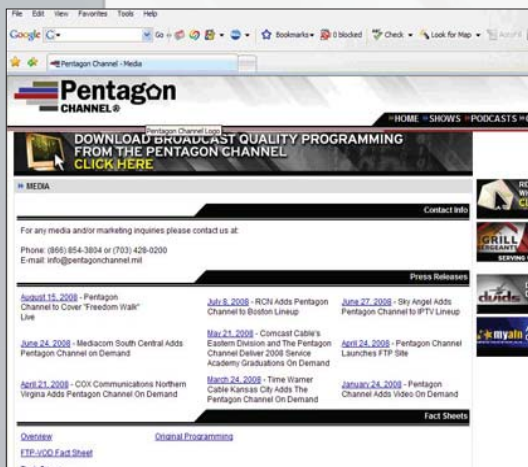 File Edit View Favorites Tools Help
Google G Go Bookmarks 0 blocked Check Look for Map AutoFill
Pentagon Channel - Media
Pentagon
CHANNEL®
Pentagon Channel Logo
HOME SHOWS PODCASTS
DOWNLOAD BROADCAST QUALITY PROGRAMMING
FROM THE PENTAGON CHANNEL
CLICK HERE
MEDIA
Contact Info
For any media and/or marketing inquiries please contact us at:
Phone: (866) 854-3804 or (703) 428-0200
E-mail: info@pentagonchannel.mil
Press Releases
August 15, 2008 - Pentagon
Channel to Cover "Freedom Walk"
Live
July 8, 2008 - RCN Adds Pentagon
Channel to Boston Lineup
June 27, 2008 - Sky Angel Adds
Pentagon Channel to IPTV Lineup
June 24, 2008 - Mediacom South Central Adds
Pentagon Channel on Demand
May 21, 2008 - Comcast Cable's
Eastern Division and The Pentagon
Channel Deliver 2008 Service
Academy Graduations On Demand
April 24, 2008 - Pentagon Channel
Launches FTP Site
April 21, 2008 - COX Communications Northern
Virgina Adds Pentagon Channel On Demand
March 24, 2008 - Time Warner
Cable Kansas City Adds The
Pentagon Channel On Demand
January 24, 2008 - Pentagon
Channel Adds Video On Demand
Fact Sheets
Overview
Original Programming
FTP-VOD Fact Sheet
GRILL
SERGEANTS
SERVING
dvids
myafn